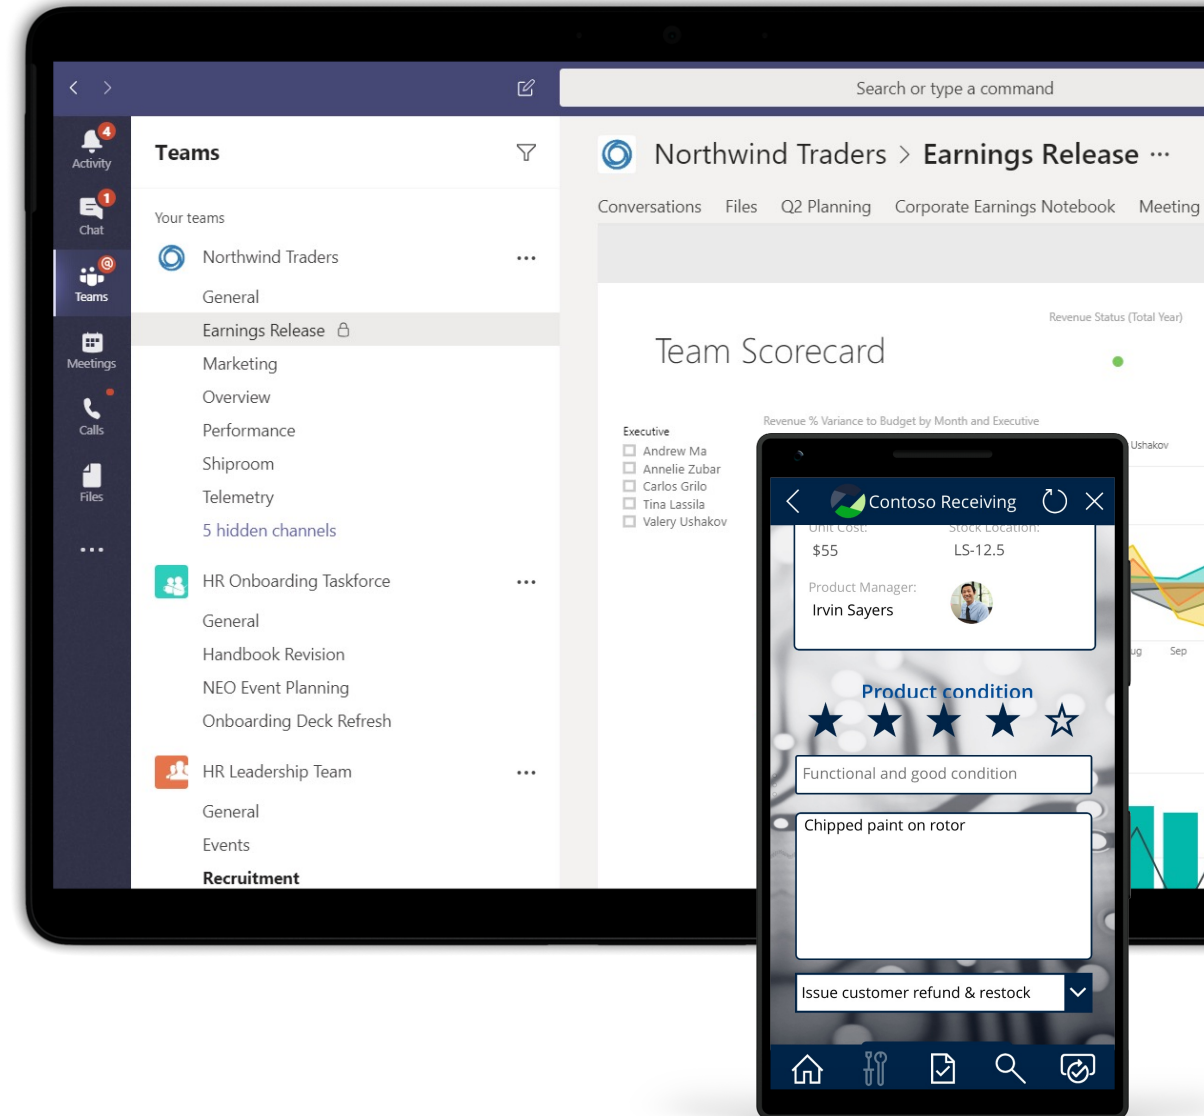 Search or type a command
4
Activity
1
Chat
@
Teams
Meetings
Calls
Files
Teams
Your teams
Northwind Traders
General
Earnings Release
Marketing
Overview
Performance
Shiproom
Telemetry
5 hidden channels
HR Onboarding Taskforce
General
Handbook Revision
NEO Event Planning
Onboarding Deck Refresh
HR Leadership Team
General
Events
Recruitment
Northwind Traders > Earnings Release ...
Conversations Files Q2 Planning Corporate Earnings Notebook Meeting
Revenue Status (Total Year)
Team Scorecard
Revenue % Variance to Budget by Month and Executive
Executive
Andrew Ma
Annelie Zubar
Carlos Grilo
Tina Lassila
Valery Ushakov
Ushakov
Sep
Contoso Receiving
Unit Cost: Stock Location:
$55 LS-12.5
Product Manager:
Irvin Sayers
Product condition
Functional and good condition
Chipped paint on rotor
Issue customer refund & restock